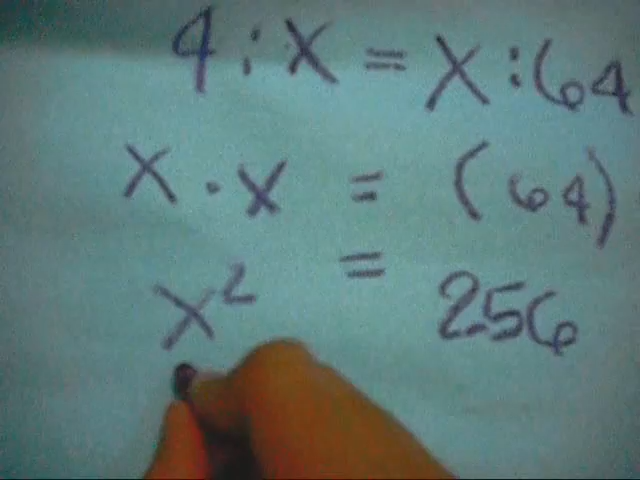 4 : x = x : 64
x · x = (64)
x² = 256